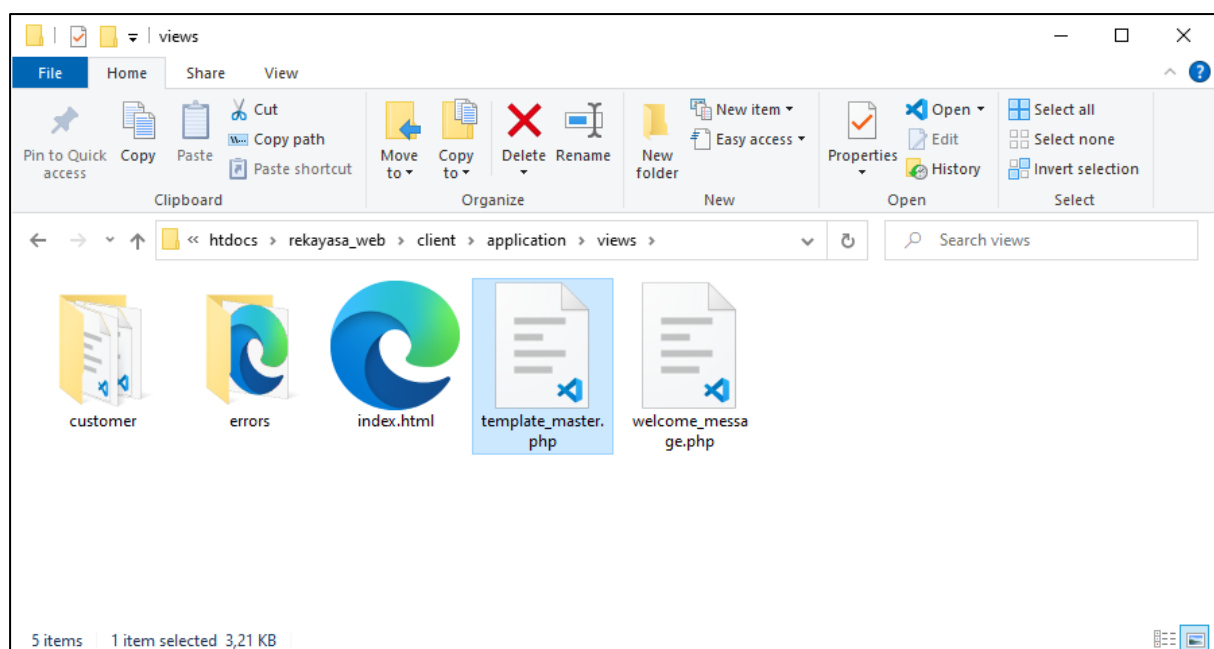 views
File Home Share View
Pin to Quick access
Copy
Paste
Cut
Copy path
Paste shortcut
Move to
Copy to
Delete
Rename
New folder
New item
Easy access
Properties
Open
Edit
History
Select all
Select none
Invert selection
Clipboard Organize New Open Select
« htdocs > rekayasa_web > client > application > views >
Search views
customer
errors
index.html
template_master.
php
welcome_messa
ge.php
5 items 1 item selected 3,21 KB